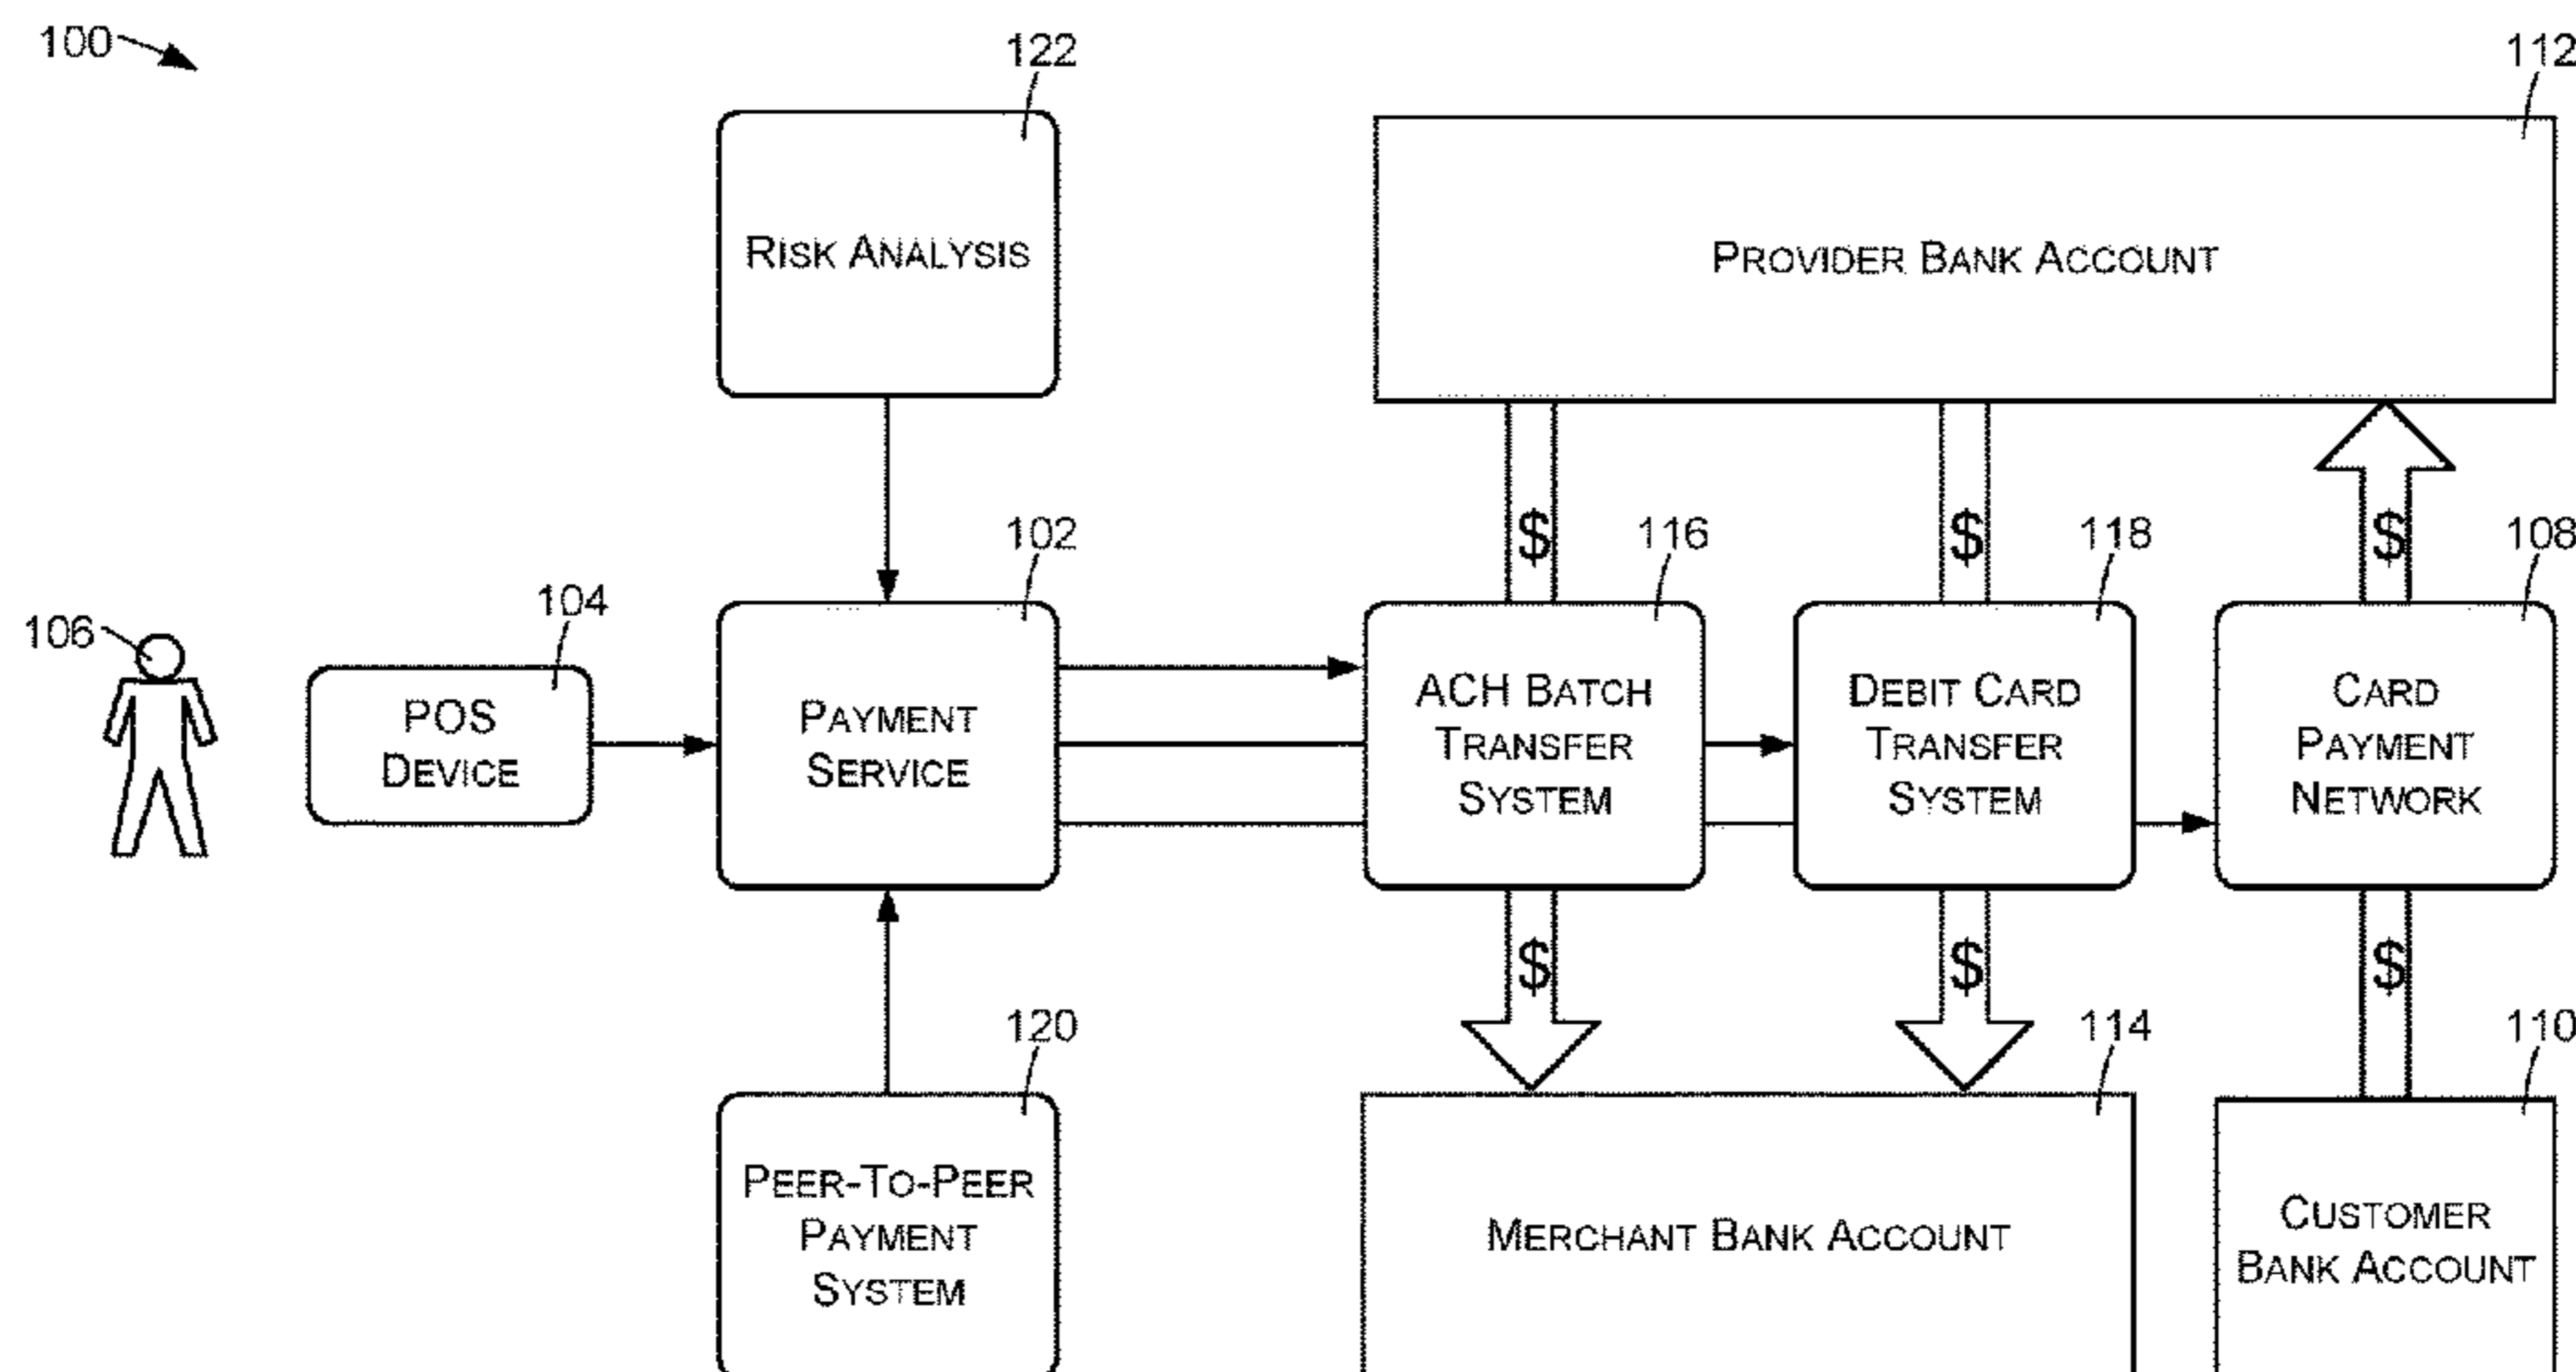 100
122
112
RISK ANALYSIS
PROVIDER BANK ACCOUNT
$
$
$
102
116
118
108
104
106
POS
DEVICE
PAYMENT
SERVICE
ACH BATCH
TRANSFER
SYSTEM
DEBIT CARD
TRANSFER
SYSTEM
CARD
PAYMENT
NETWORK
$
$
$
120
114
110
PEER-TO-PEER
PAYMENT
SYSTEM
MERCHANT BANK ACCOUNT
CUSTOMER
BANK ACCOUNT